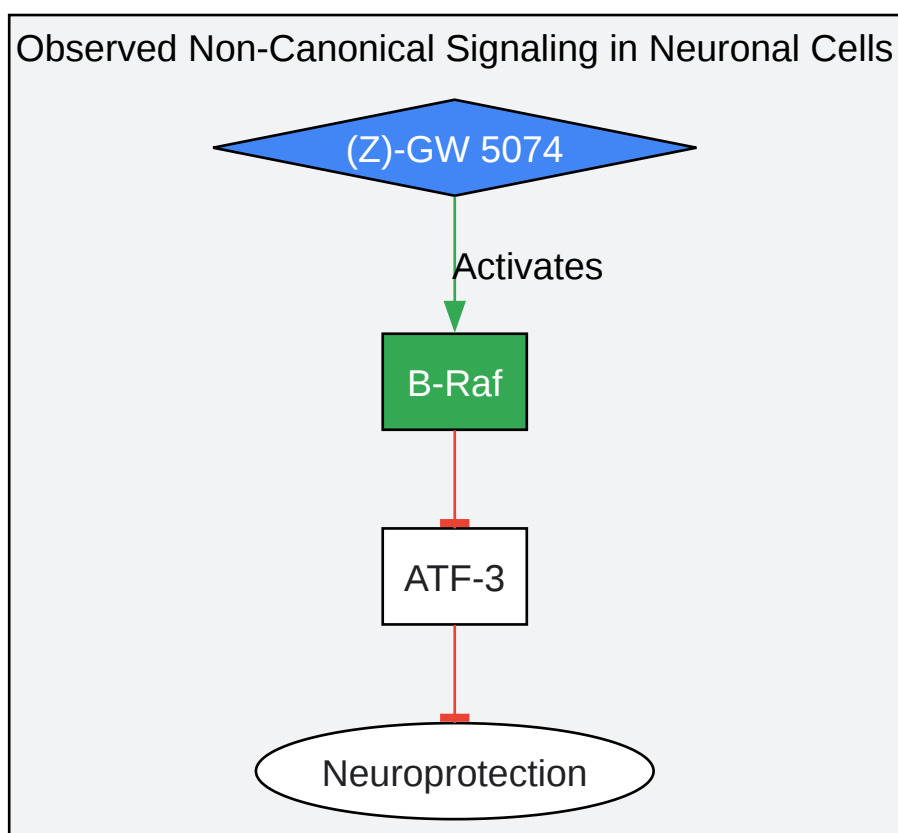 Observed Non-Canonical Signaling in Neuronal Cells
(Z)-GW 5074
Activates
B-Raf
ATF-3
Neuroprotection